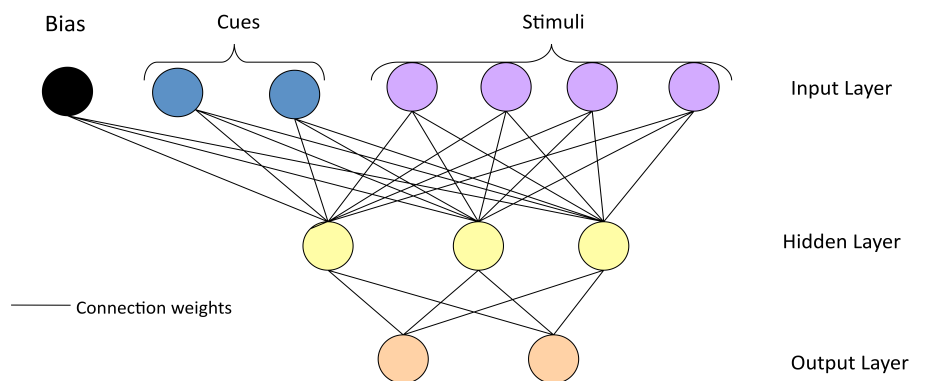 Bias
Cues
Stimuli
Input Layer
Hidden Layer
Connection weights
Output Layer